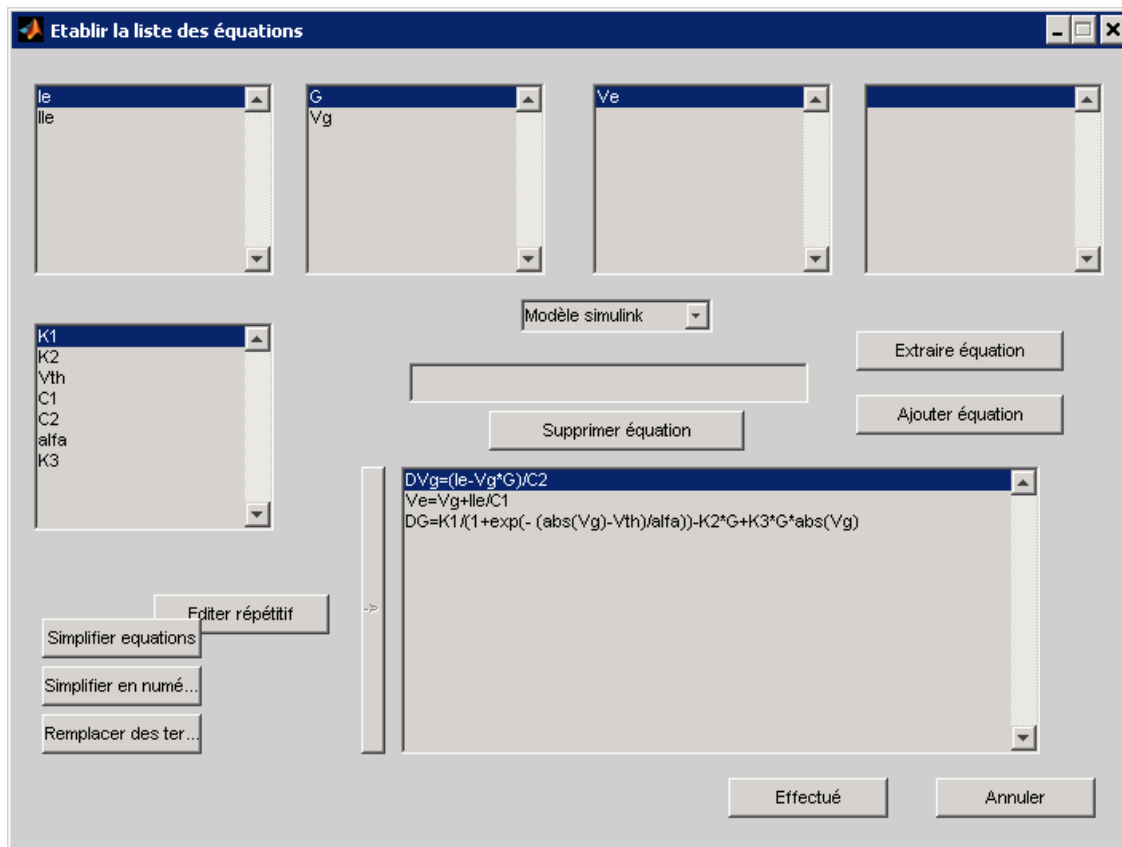 Etablir la liste des équations
Ie
IIe
G
Vg
Ve
Modèle simulink
K1
K2
Vth
C1
C2
alfa
K3
Extraire équation
Ajouter équation
Supprimer équation
DVg=(Ie-Vg*G)/C2
Ve=Vg+IIe/C1
DG=K1/(1+exp(- (abs(Vg)-Vth)/alfa))-K2*G+K3*G*abs(Vg)
->
Editer répétitif
Simplifier equations
Simplifier en numé...
Remplacer des ter...
Effectué
Annuler